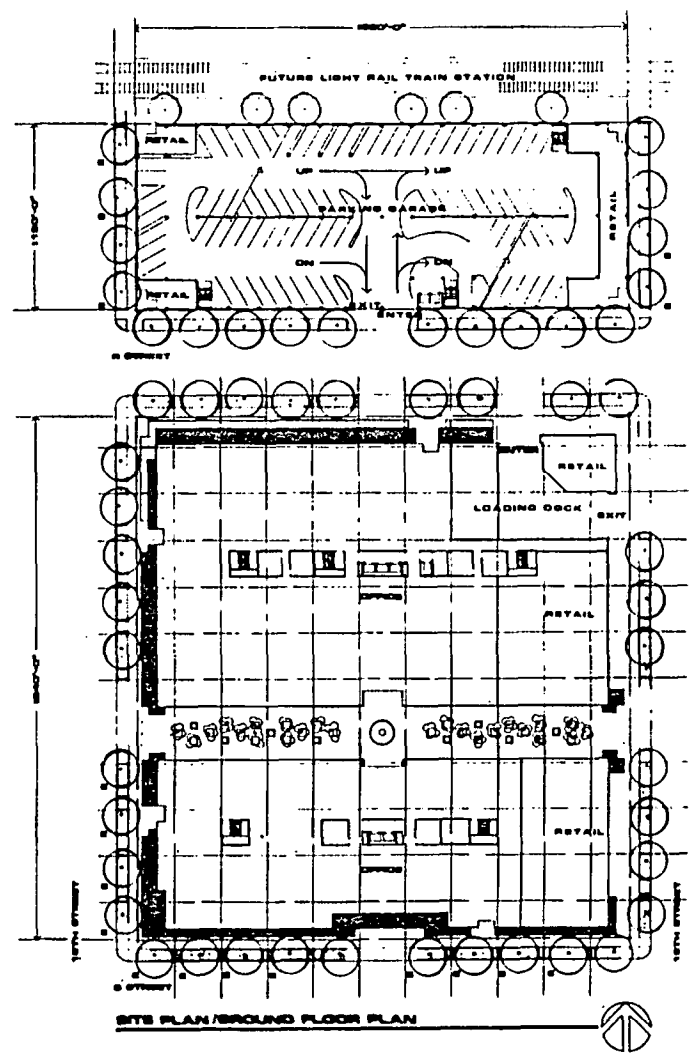 FUTURE LIGHT RAIL TRAIN STATION
RETAIL
UP
UP
PARKING GARAGE
RETAIL
DN
DN
RETAIL
EXIT
ENTER
R STREET
ENTER
RETAIL
LOADING DOCK
EXIT
OFFICE
RETAIL
RETAIL
OFFICE
SITE PLAN/GROUND FLOOR PLAN